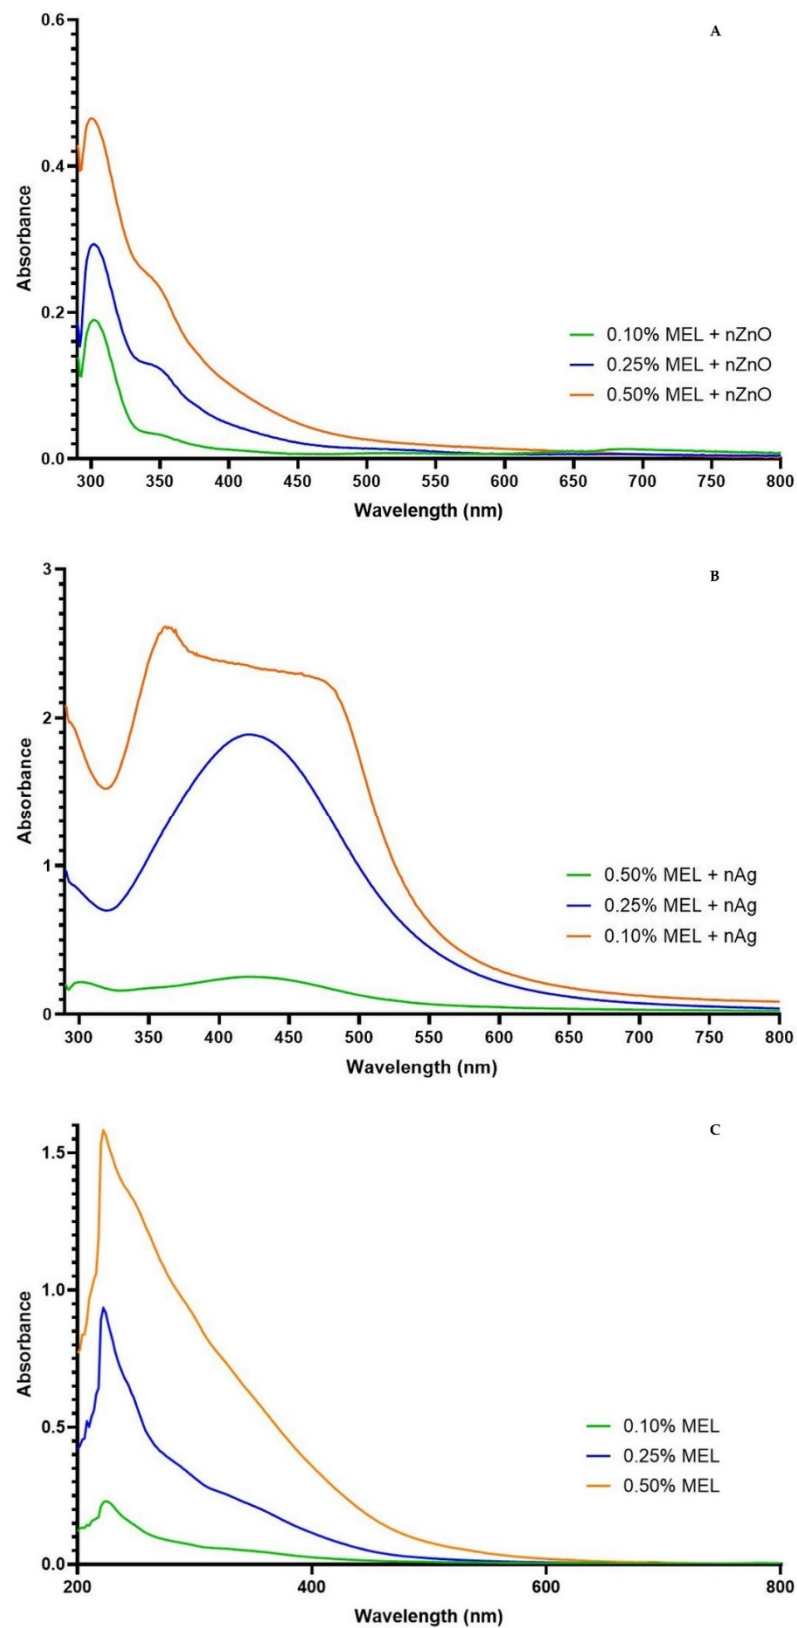 A
0.6
0.4
0.2
0.0
Absorbance
0.10% MEL + nZnO
0.25% MEL + nZnO
0.50% MEL + nZnO
300 350 400 450 500 550 600 650 700 750 800
Wavelength (nm)
B
3
2
1
0
Absorbance
0.50% MEL + nAg
0.25% MEL + nAg
0.10% MEL + nAg
300 350 400 450 500 550 600 650 700 750 800
Wavelength (nm)
C
1.5
1.0
0.5
0.0
Absorbance
0.10% MEL
0.25% MEL
0.50% MEL
200 400 600 800
Wavelength (nm)